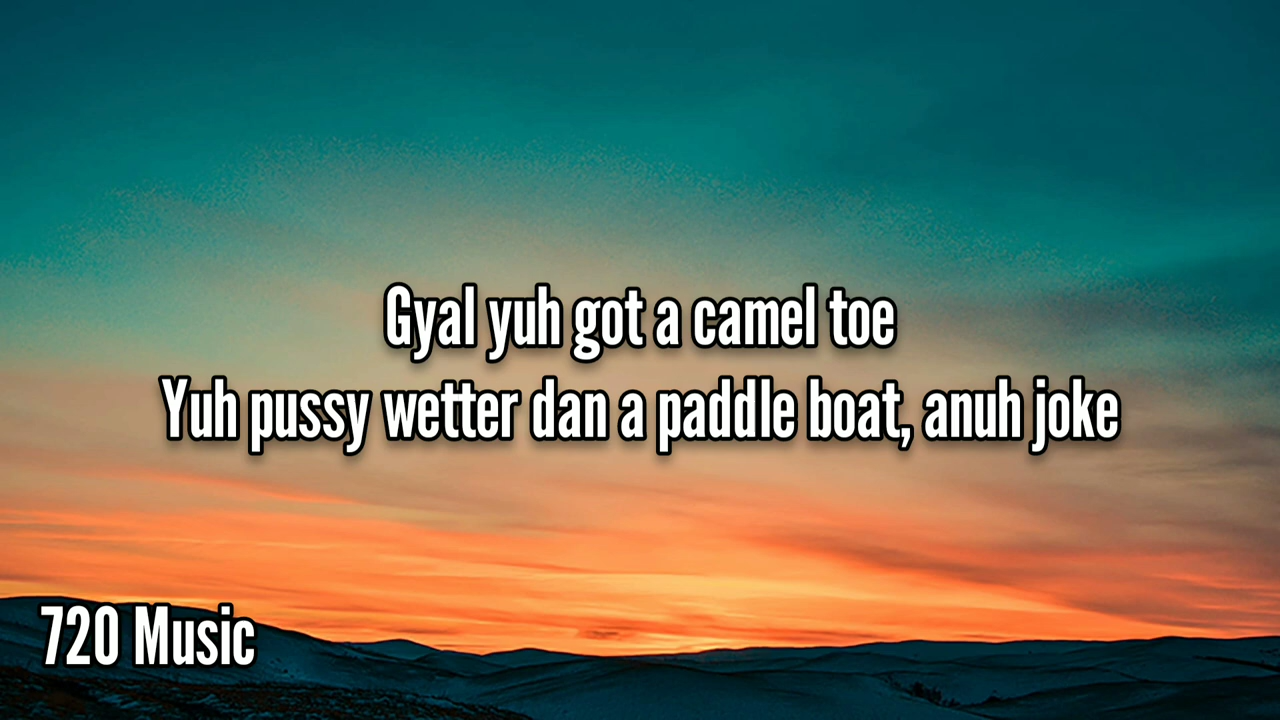 Gyal yuh got a camel toe
Yuh pussy wetter dan a paddle boat, anuh joke
720 Music